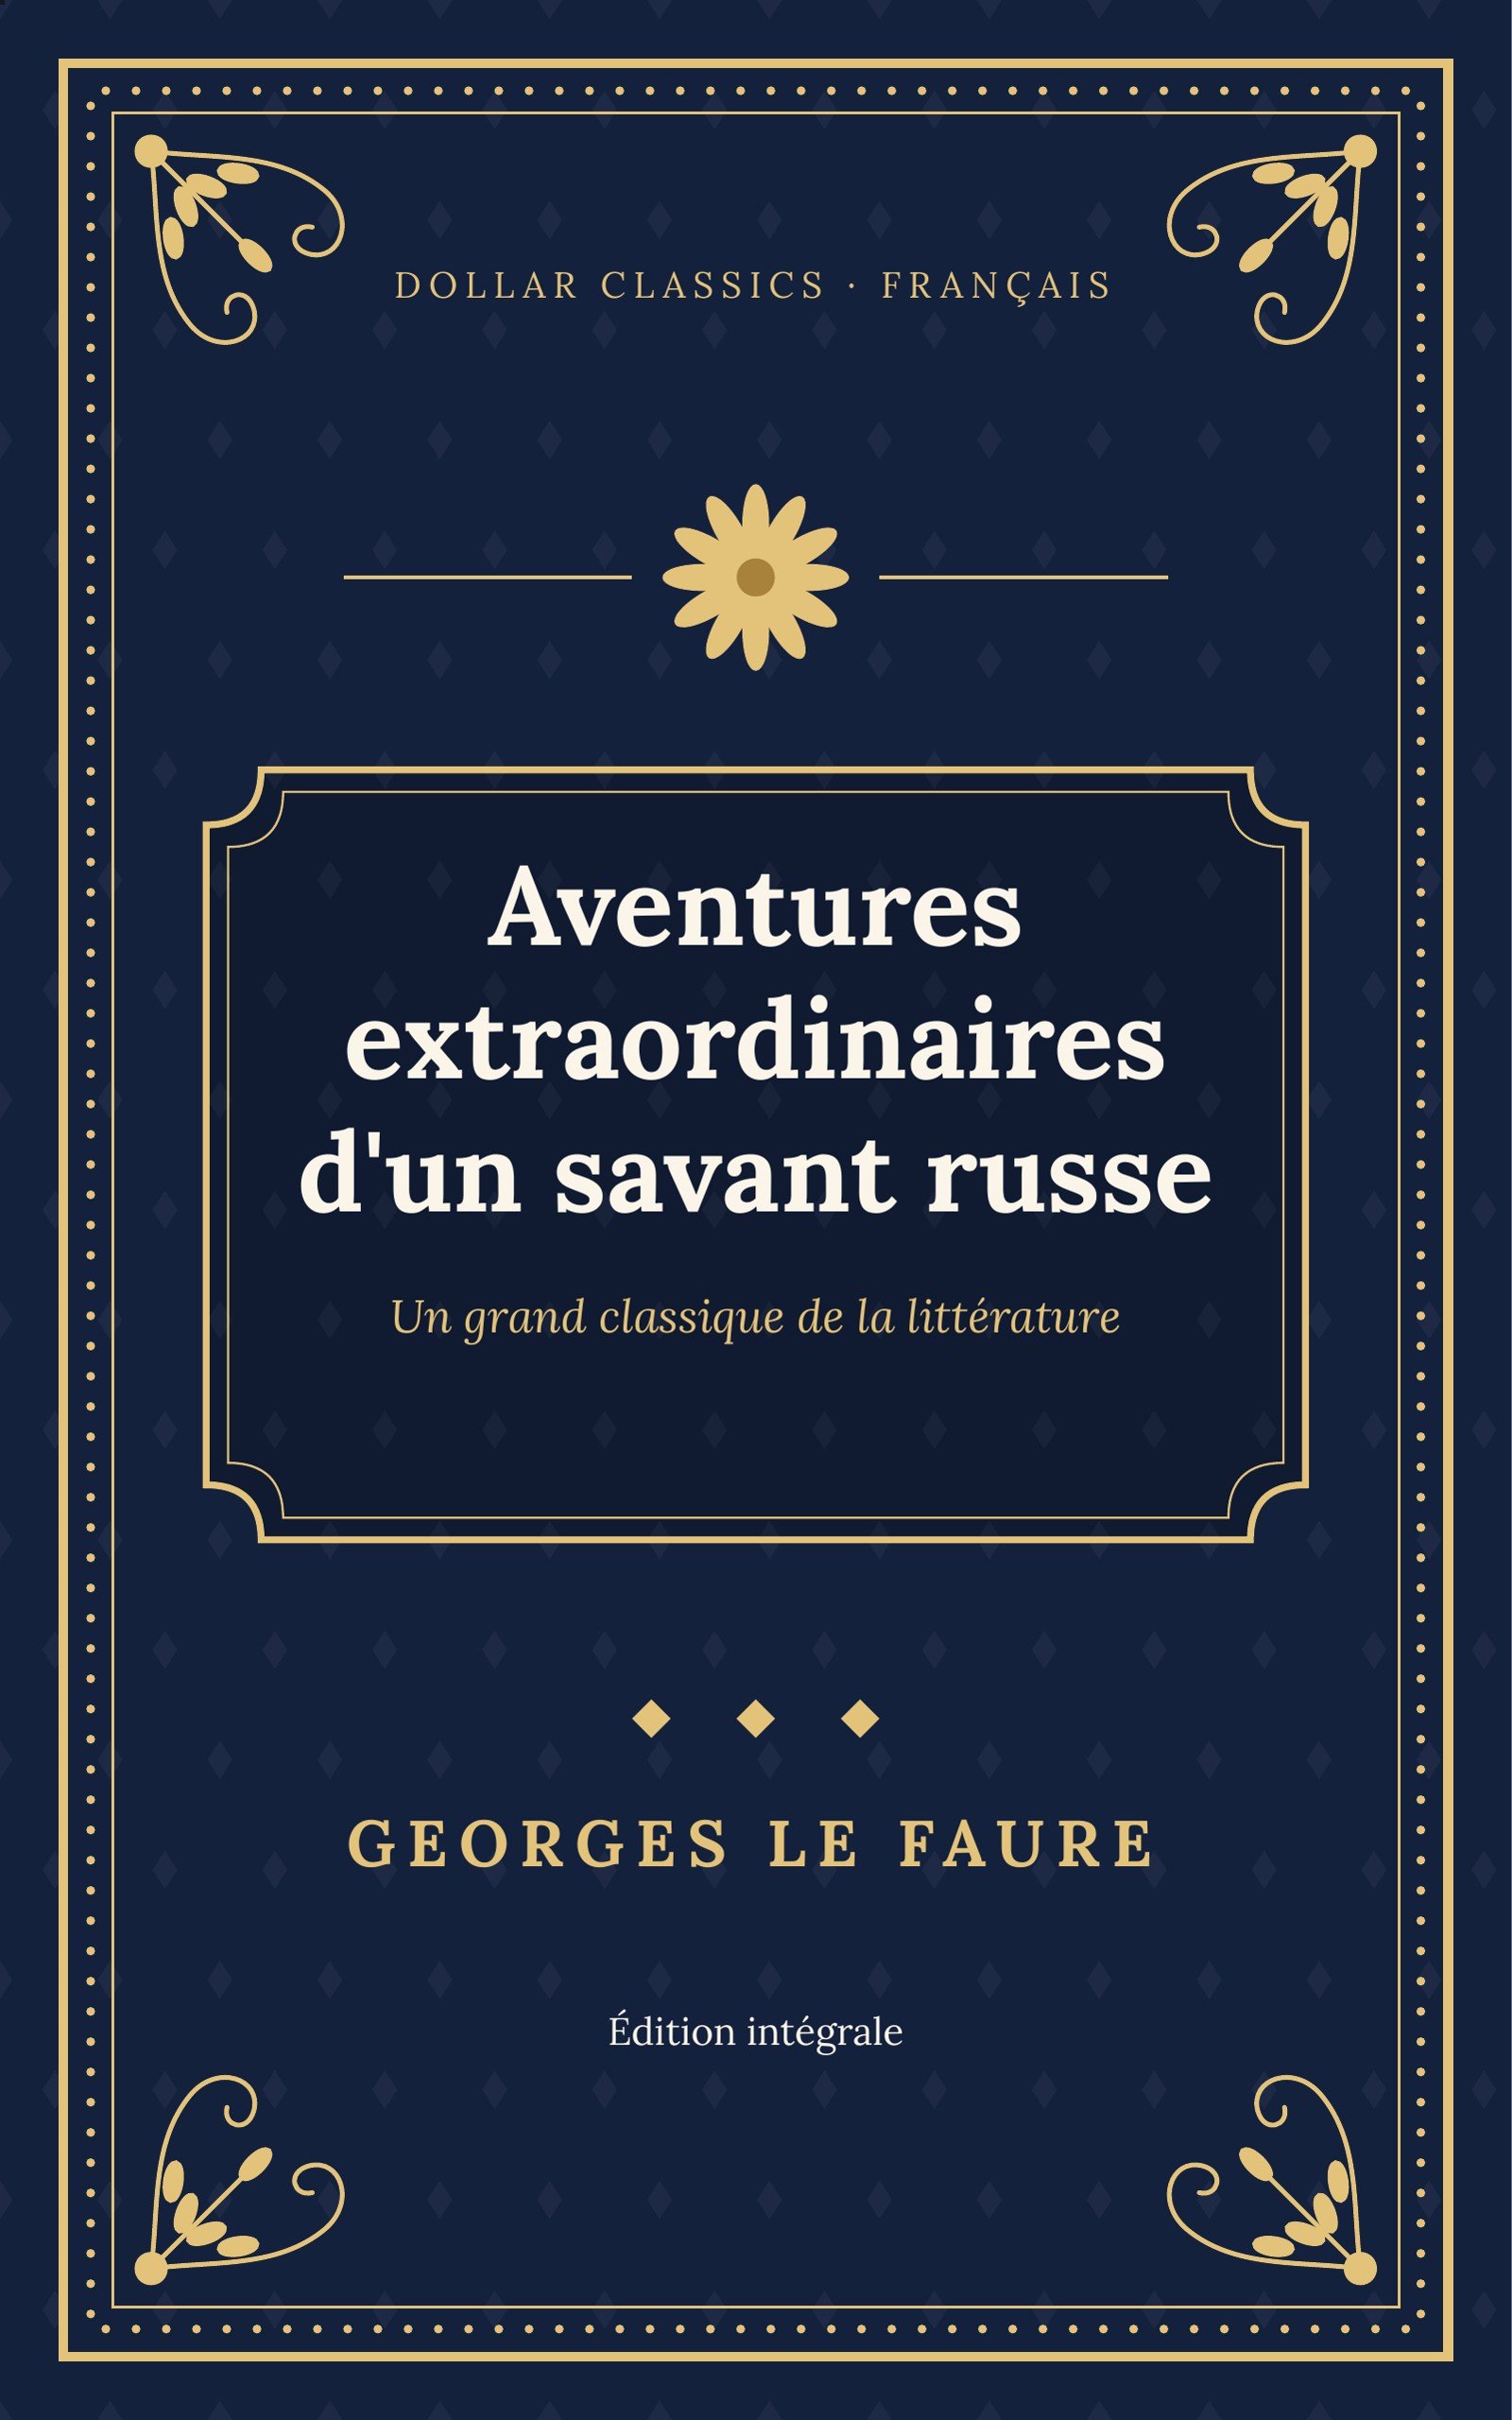 DOLLAR CLASSICS · FRANÇAIS
Aventures
extraordinaires
d'un savant russe
Un grand classique de la littérature
GEORGES LE FAURE
Édition intégrale